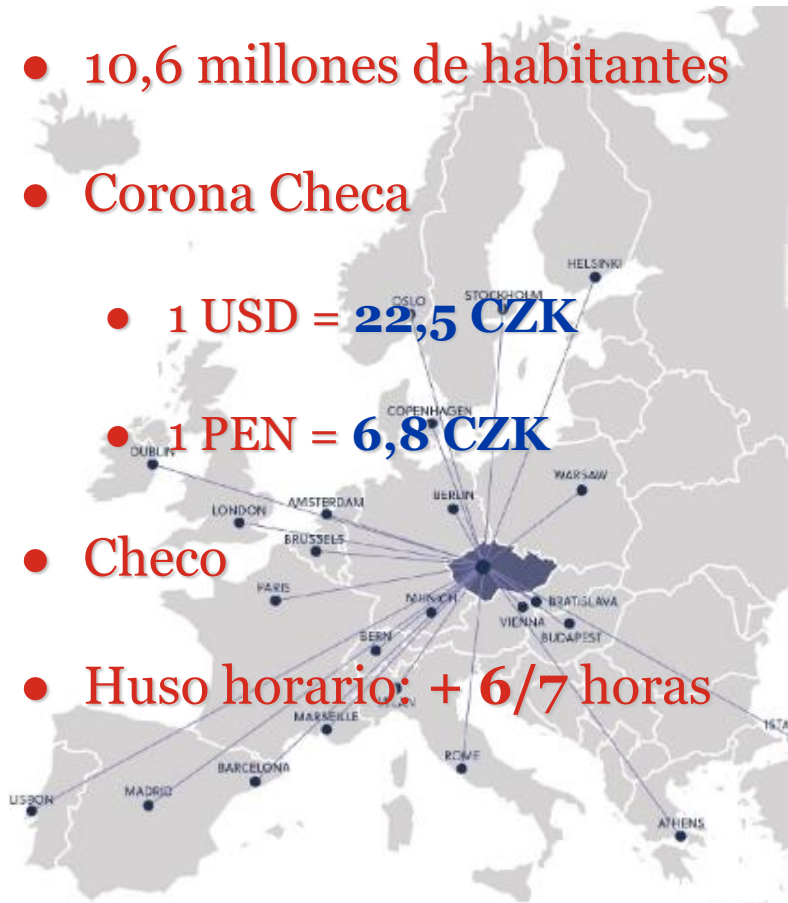 • 10,6 millones de habitantes
• Corona Checa
HELSINKI
OSLO
STOCKHOLM
• 1 USD = 22,5 CZK
COPENHAGEN
• 1 PEN = 6,8 CZK
DUBLIN
WARSAW
BERLIN
AMSTERDAM
LONDON
BRUSSELS
• Checo
PARIS
MUNICH
BRATISLAVA
VIENNA
BERN
BUDAPEST
• Huso horario: + 6/7 horas
MARSEILLE
ROME
BARCELONA
MADRID
LISBON
ATHENS